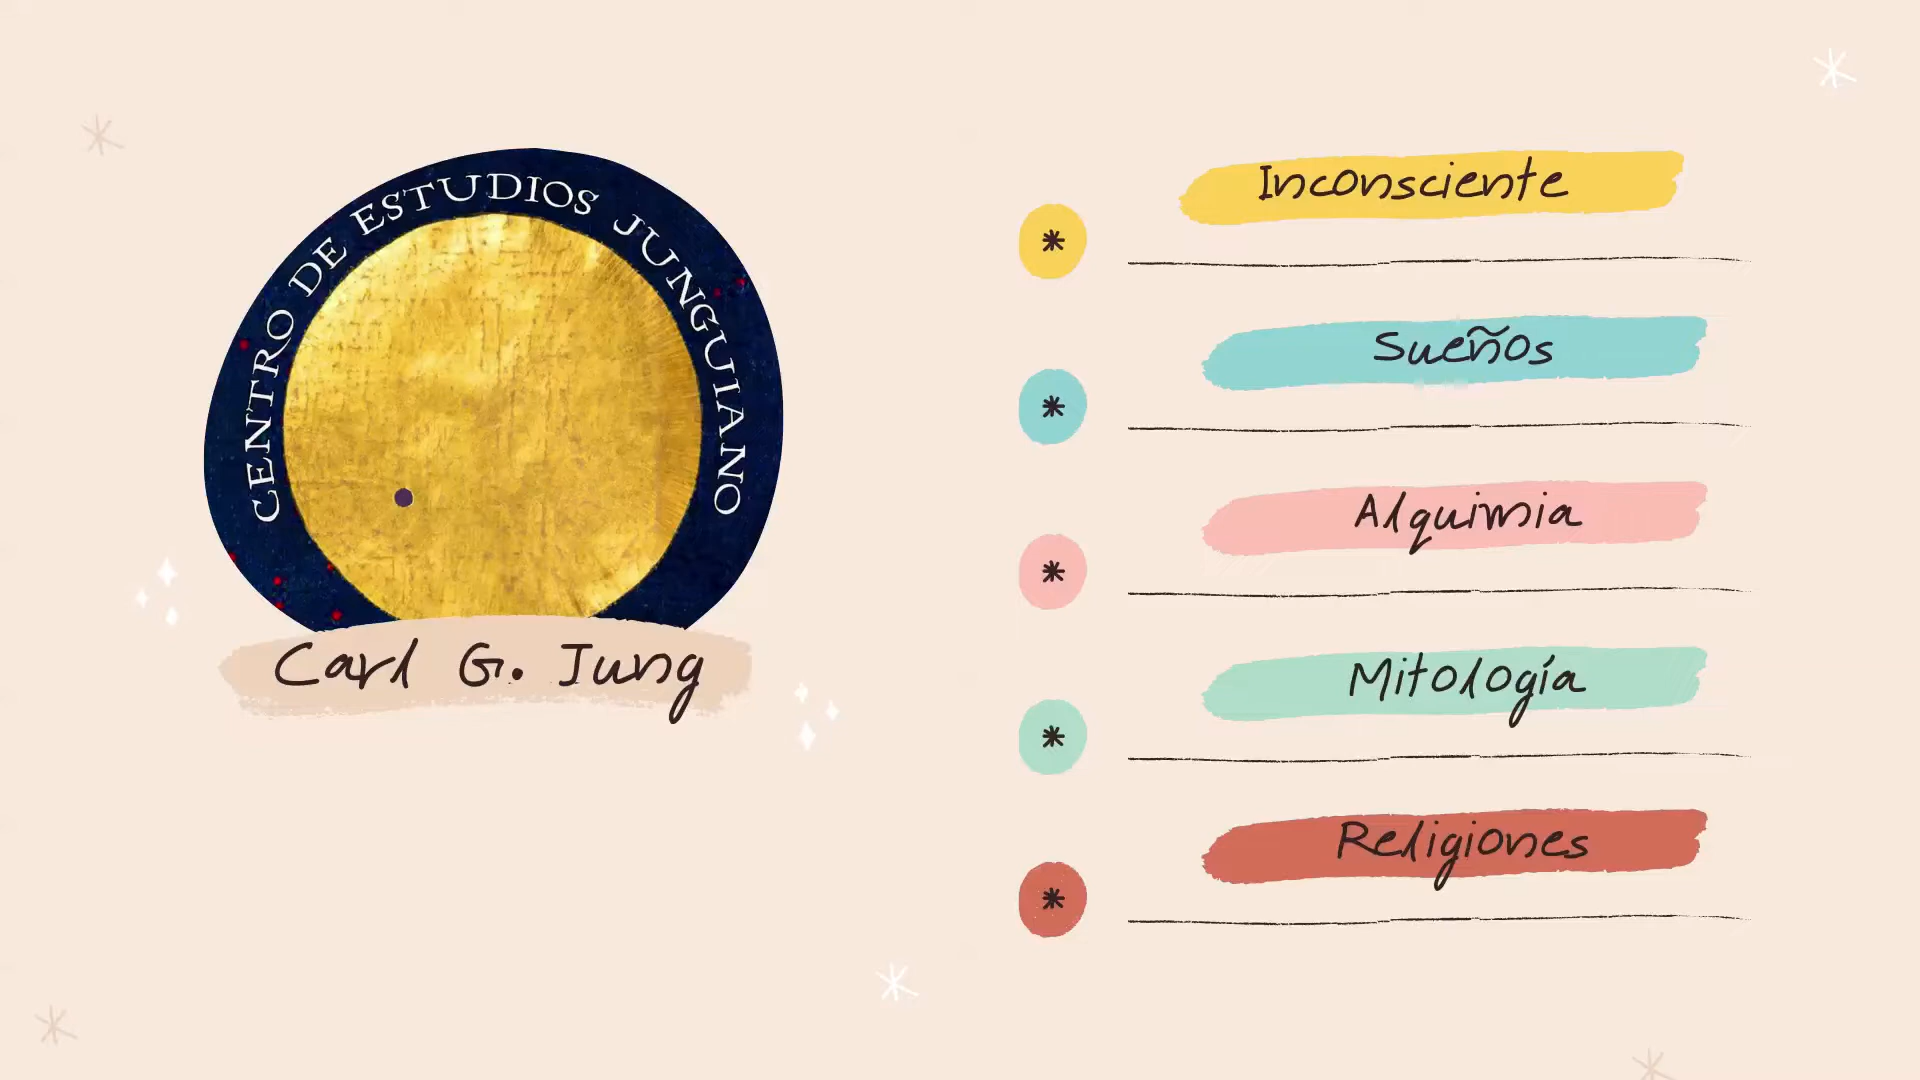 CENTRO DE ESTUDIOS JUNGUIANO
Carl G. Jung
Inconsciente
Sueños
Alquimia
Mitología
Religiones